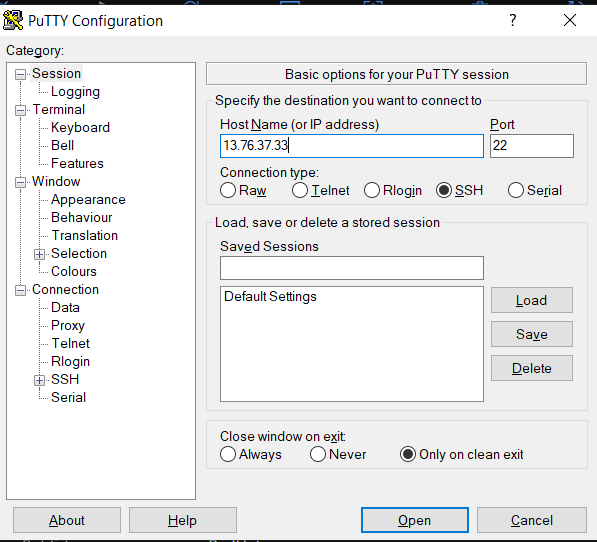 PuTTY Configuration
?
Category:
Session
Logging
Terminal
Keyboard
Bell
Features
Window
Appearance
Behaviour
Translation
Selection
Colours
Connection
Data
Proxy
Telnet
Rlogin
SSH
Serial
Basic options for your PuTTY session
Specify the destination you want to connect to
Host Name (or IP address) Port
13.76.37.33 22
Connection type:
Raw Telnet Rlogin SSH Serial
Load, save or delete a stored session
Saved Sessions
Default Settings
Load
Save
Delete
Close window on exit:
Always Never Only on clean exit
About Help Open Cancel